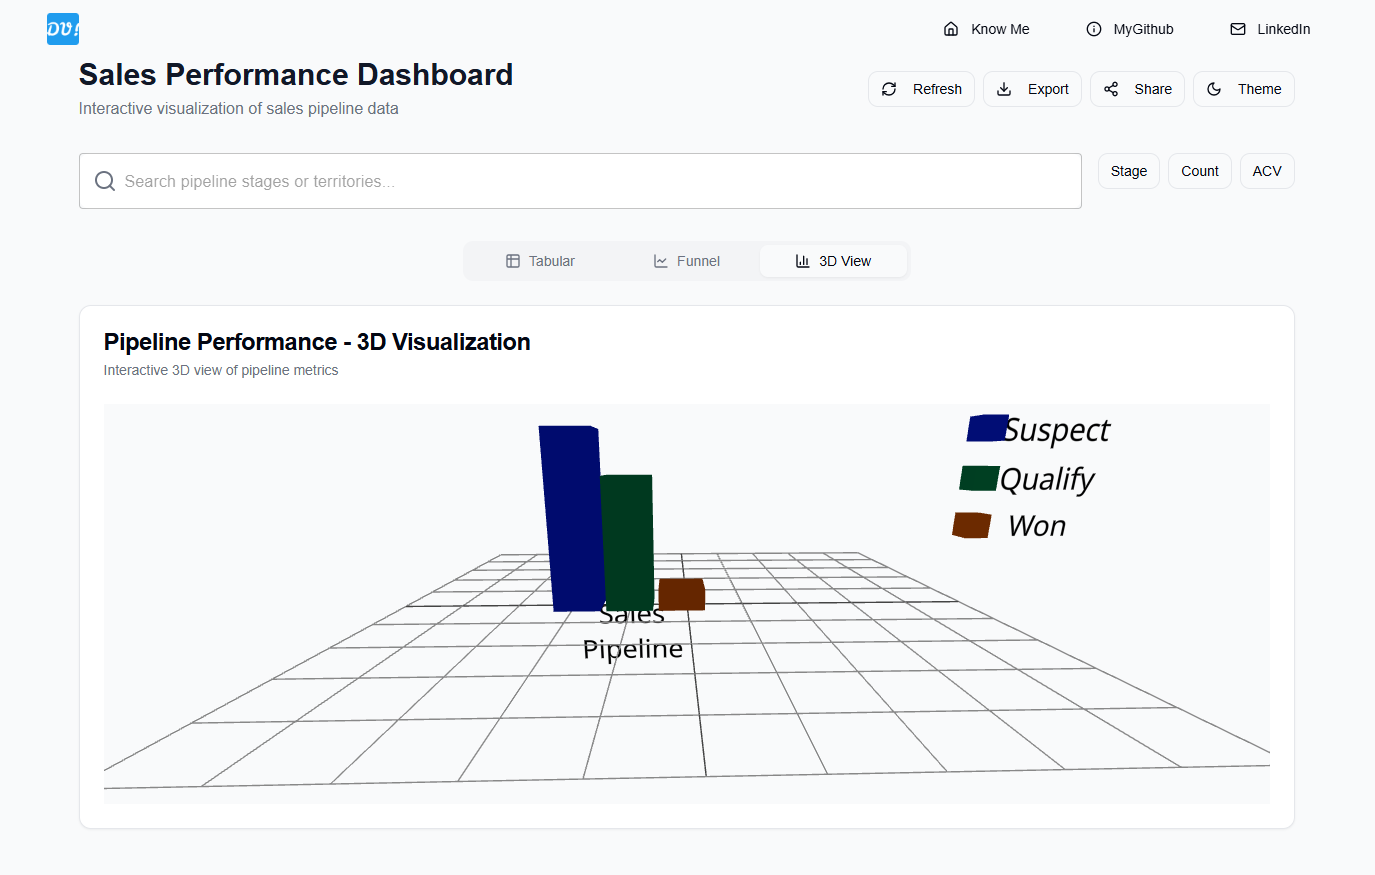 DV!
Know Me
MyGithub
LinkedIn
Sales Performance Dashboard
Interactive visualization of sales pipeline data
Refresh
Export
Share
Theme
Search pipeline stages or territories...
Stage
Count
ACV
Tabular
Funnel
3D View
Pipeline Performance - 3D Visualization
Interactive 3D view of pipeline metrics
Suspect
Qualify
Won
Sales
Pipeline